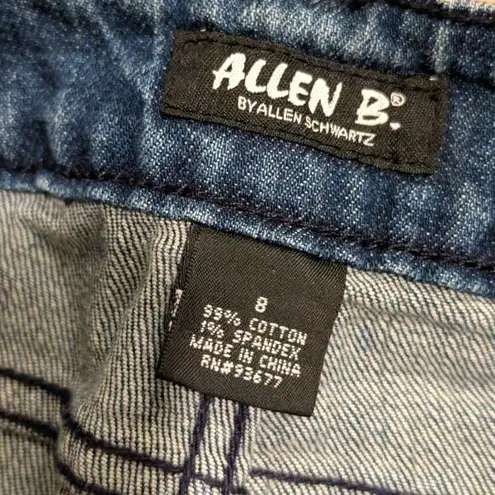 ALLEN B.®
BY ALLEN SCHWARTZ
8
99% COTTON
1% SPANDEX
MADE IN CHINA
RN#93677